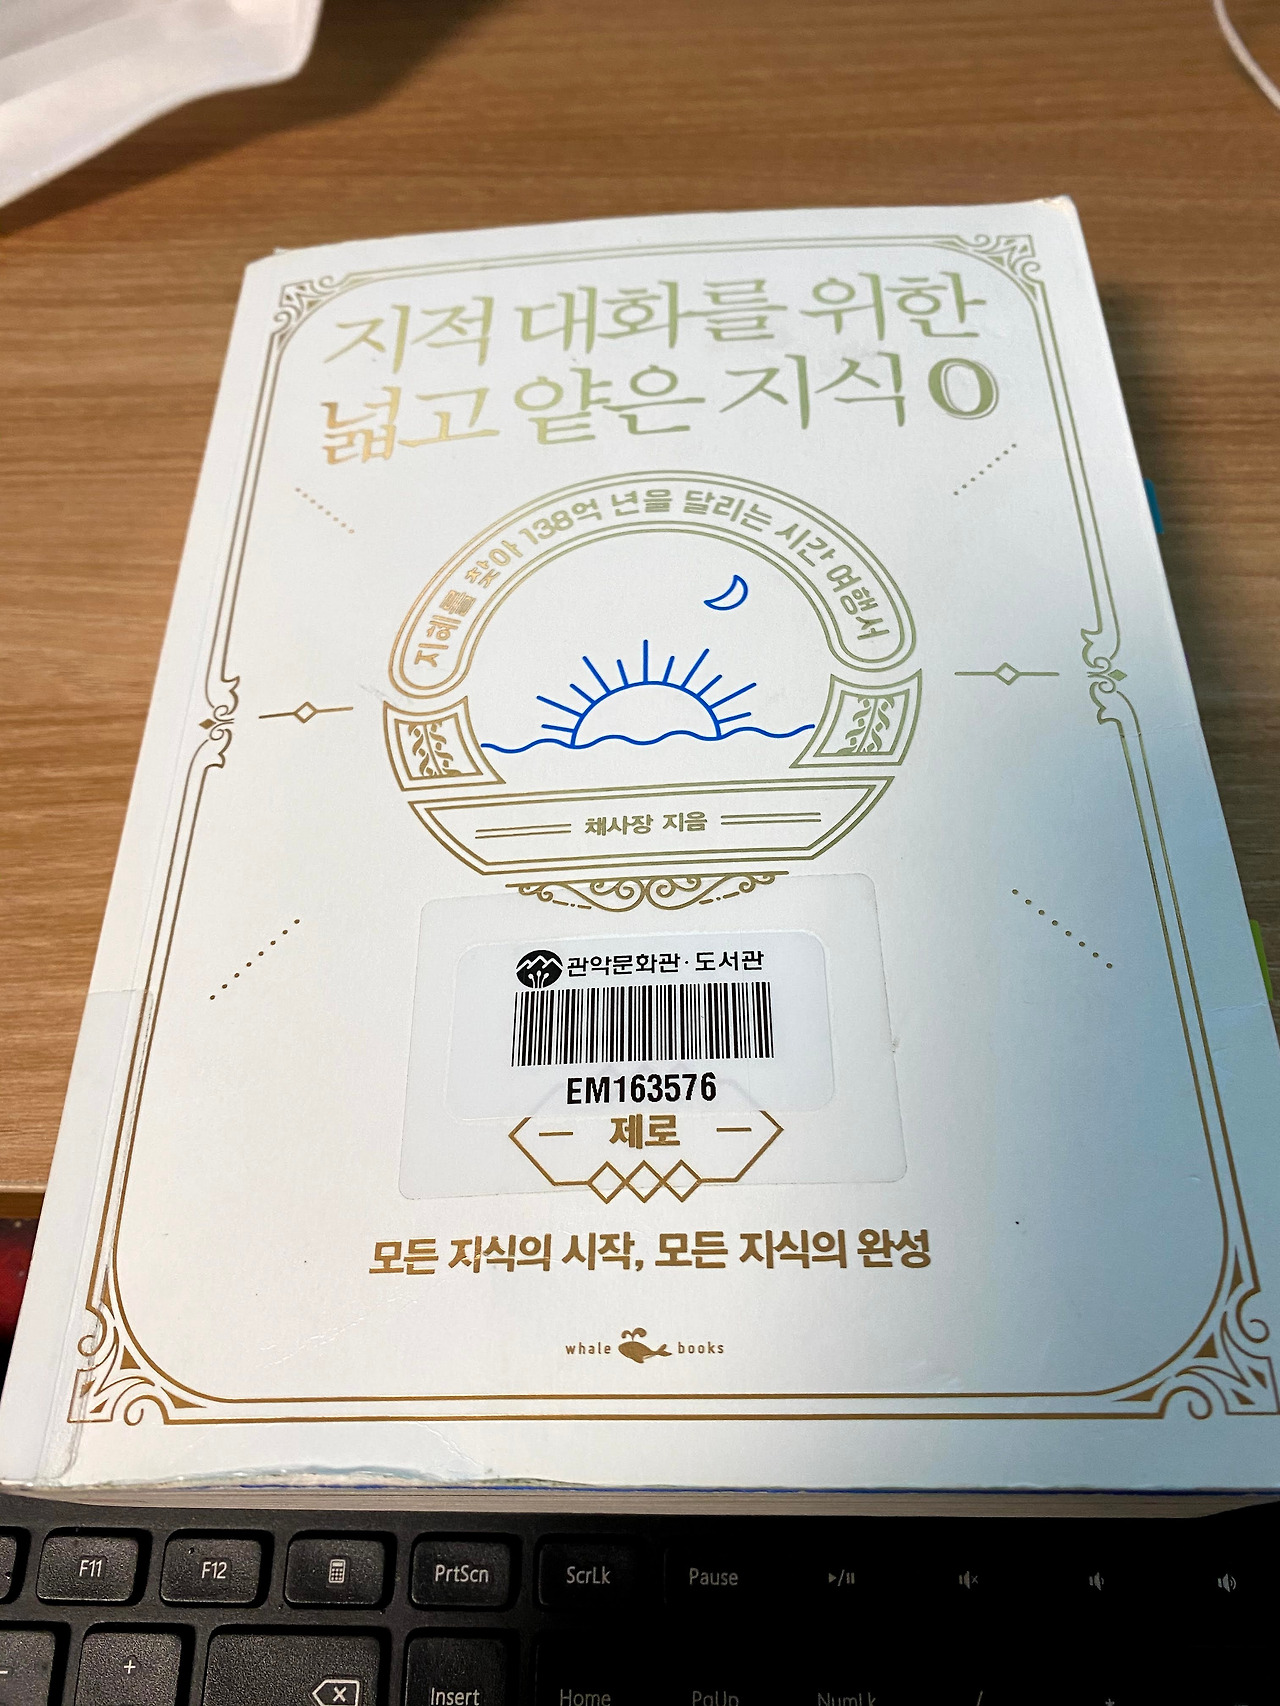 지적 대화를 위한
넓고 얕은 지식 0
지혜를 찾아 138억 년을 달리는 시간 여행서
채사장 지음
관악문화관·도서관
EM163576
제로
모든 지식의 시작, 모든 지식의 완성
whale books
F11 F12 PrtScn ScrLk Pause
+ Insert Home PgUp NumLk / *